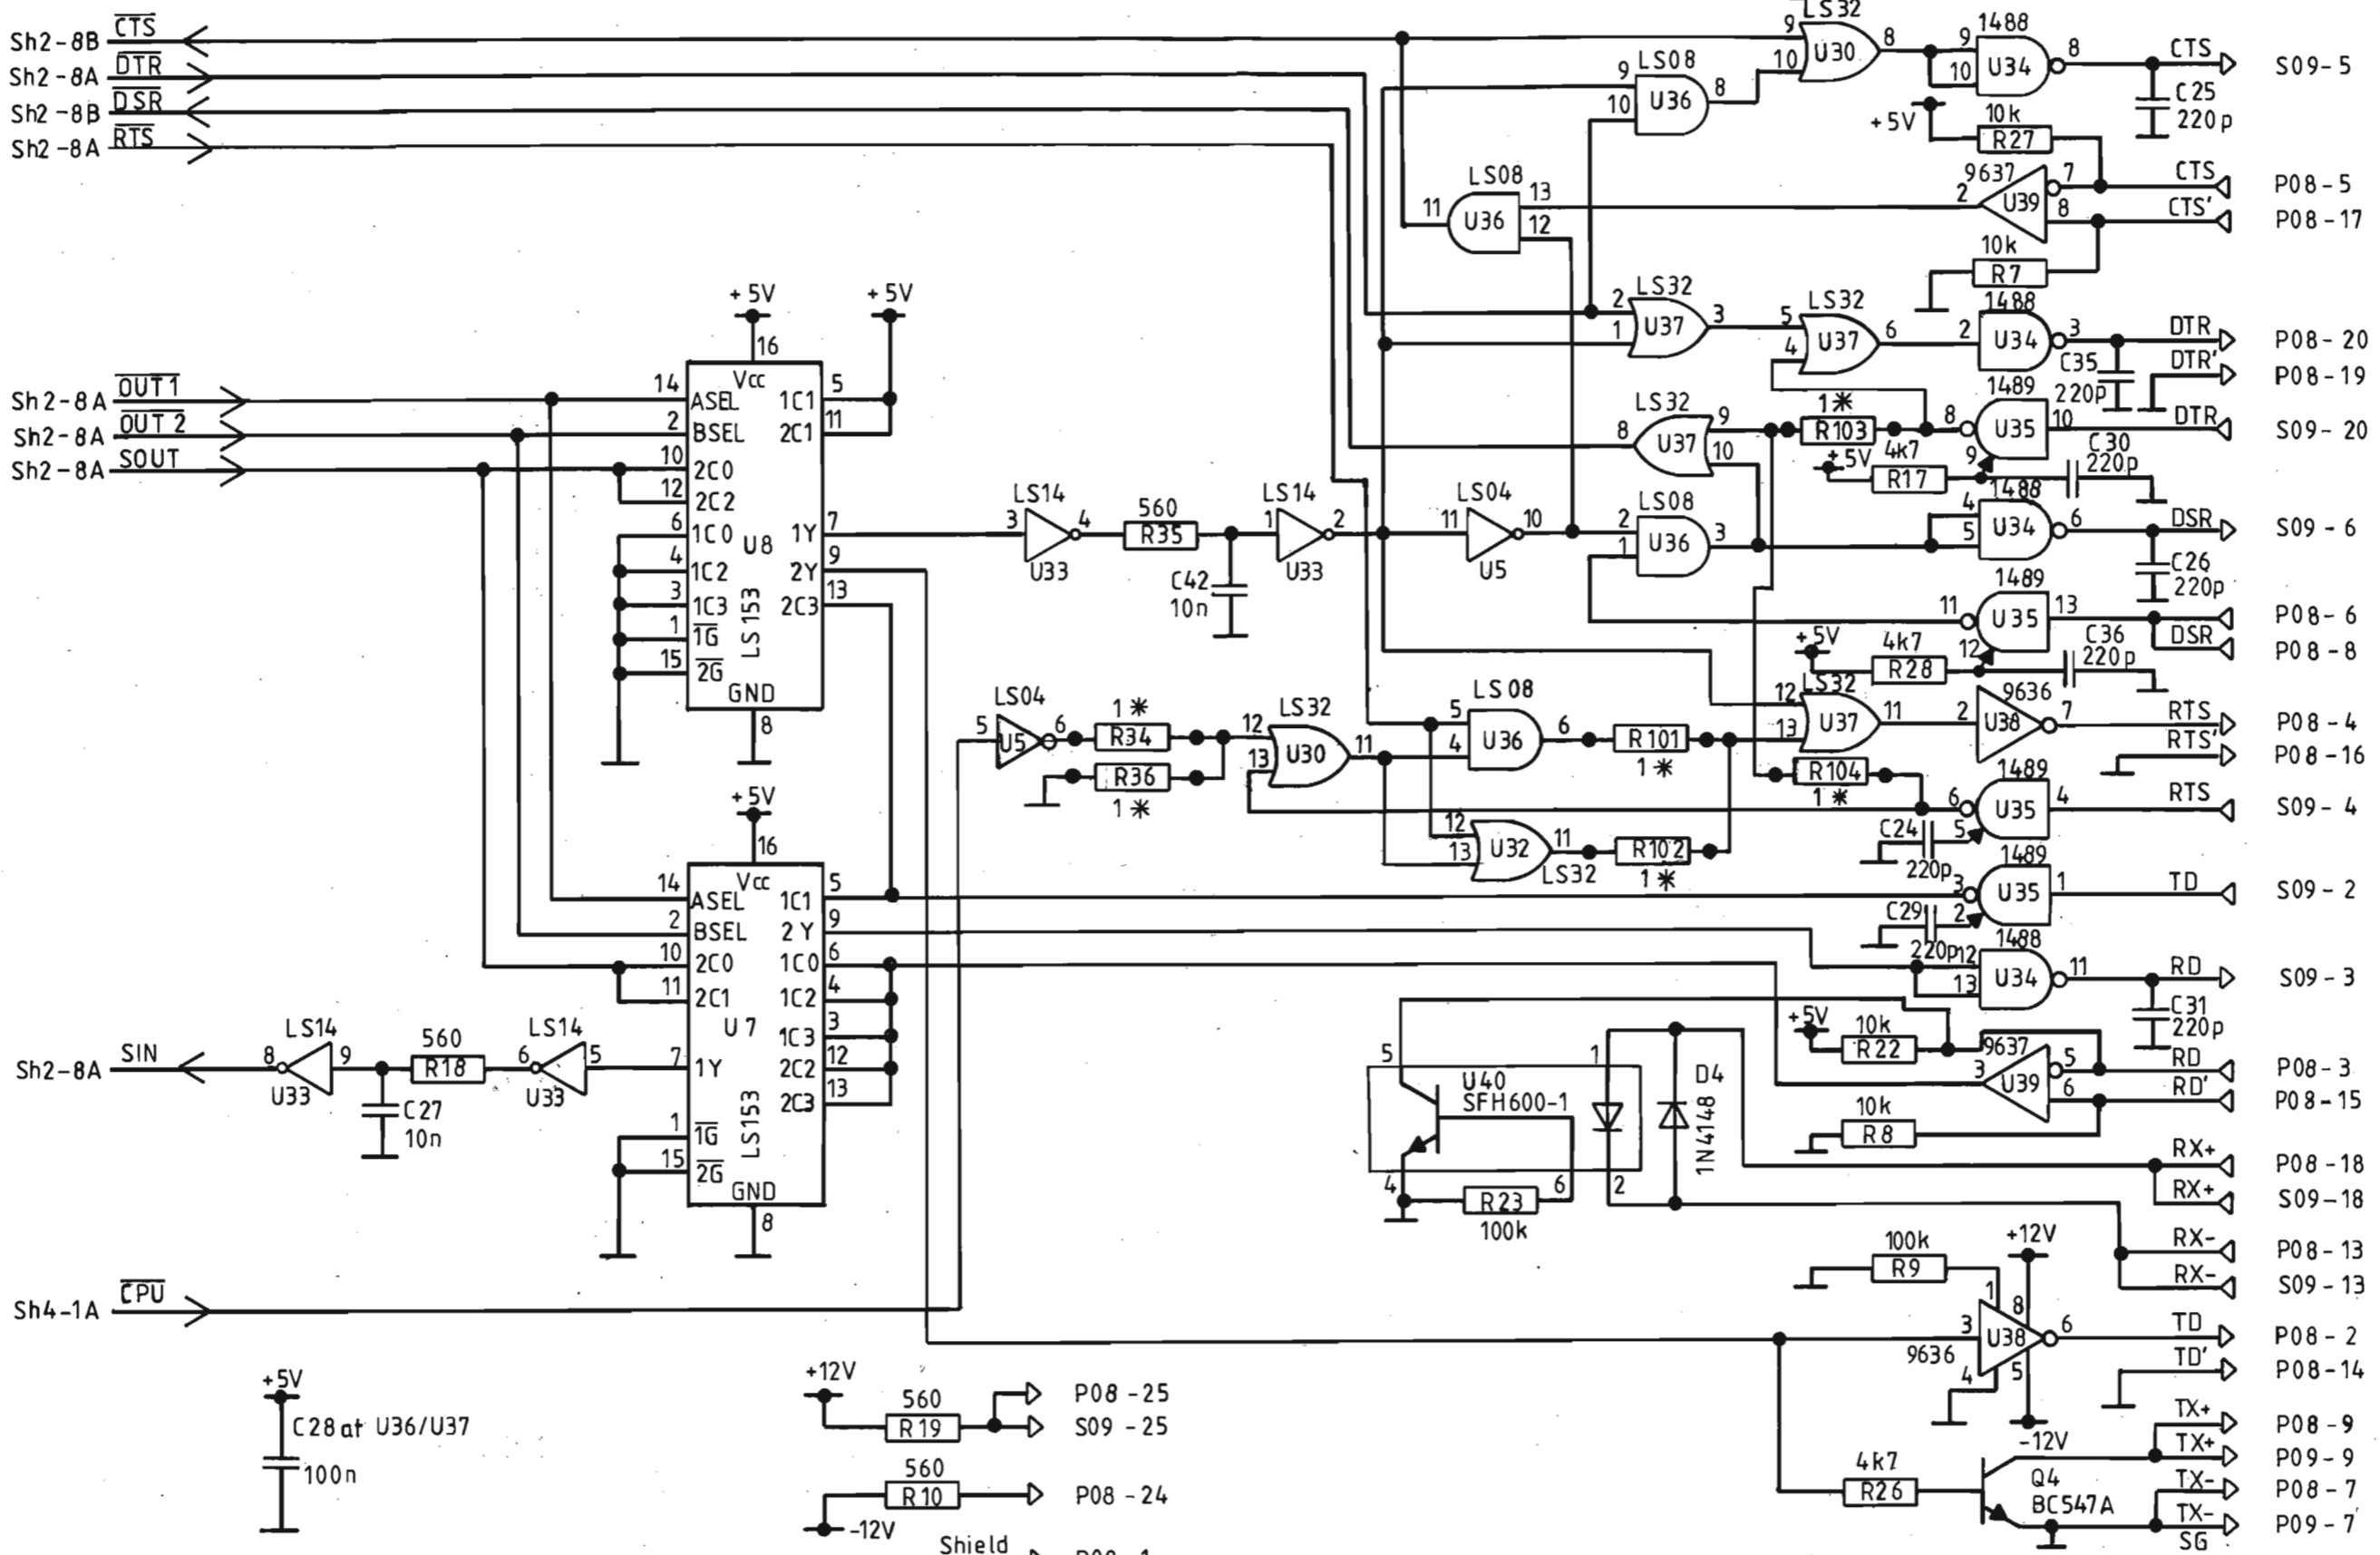 Sh2-8B CTS
Sh2-8A DTR
Sh2-8B DSR
Sh2-8A RTS
LS32
9
10
U30
8
1488
9
10
U34
8
CTS
S09-5
C25
220p
LS08
9
10
U36
8
+5V
10k
R27
LS08
11
U36
13
12
9637
2
U39
7
8
CTS
P08-5
CTS'
P08-17
10k
R7
LS32
2
1
U37
3
LS32
5
4
U37
6
1488
2
U34
3
DTR
P08-20
DTR'
P08-19
C35
220p
1489
8
U35
10
9
DTR
S09-20
1*
R103
4k7
+5V
R17
C30
220p
LS32
8
U37
9
10
+5V
+5V
16
Vcc
14
ASEL
1C1
5
2
BSEL
2C1
11
10
2C0
12
2C2
6
1C0
1Y
7
4
1C2
2Y
9
3
1C3
2C3
13
1
1G
15
2G
U8
LS153
GND
8
Sh2-8A OUT1
Sh2-8A OUT2
Sh2-8A SOUT
LS14
3
4
U33
560
R35
C42
10n
LS14
1
2
U33
LS04
11
10
U5
LS08
2
1
U36
3
1488
4
5
U34
6
DSR
S09-6
C26
220p
1489
11
U35
13
12
P08-6
DSR
P08-8
+5V
4k7
R28
C36
220p
LS04
5
U5
6
1*
R34
R36
1*
LS32
12
13
U30
11
LS08
5
4
U36
6
R101
1*
LS32
12
13
U37
11
9636
2
U38
7
RTS
P08-4
RTS'
P08-16
R104
1*
1489
6
U35
4
5
RTS
S09-4
C24
220p
12
13
U32
11
LS32
R102
1*
1489
3
U35
1
2
TD
S09-2
C29
220p
1488
12
13
U34
11
RD
S09-3
C31
220p
+5V
16
Vcc
14
ASEL
1C1
5
2
BSEL
2Y
9
10
2C0
1C0
6
11
2C1
1C2
4
U7
1C3
3
2C2
12
7
1Y
2C3
13
1
1G
15
2G
LS153
GND
8
Sh2-8A SIN
LS14
8
9
U33
560
R18
C27
10n
LS14
6
5
U33
+5V
10k
R22
9637
3
U39
5
6
RD
P08-3
RD'
P08-15
10k
R8
5
U40
SFH600-1
1
D4
1N4148
4
6
2
R23
100k
RX+
P08-18
RX+
S09-18
RX-
P08-13
RX-
S09-13
Sh4-1A CPU
100k
R9
+12V
1
8
3
U38
6
9636
4
5
-12V
TD
P08-2
TD'
P08-14
TX+
P08-9
TX+
P09-9
TX-
P08-7
TX-
P09-7
SG
4k7
R26
Q4
BC547A
+5V
C28 at U36/U37
100n
+12V
560
R19
P08-25
S09-25
560
R10
P08-24
-12V
Shield